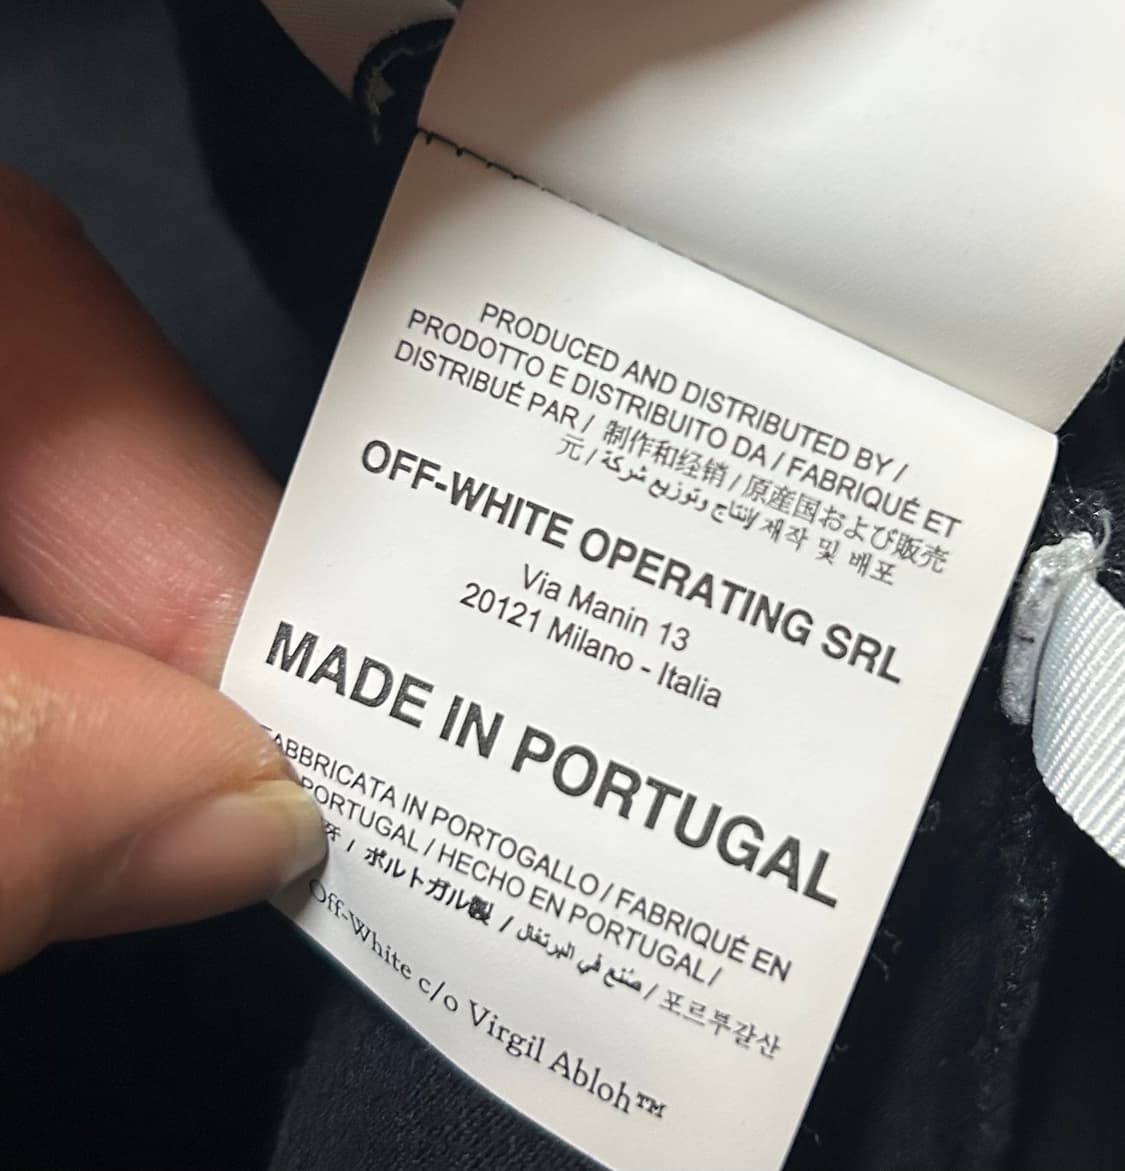 PRODUCED AND DISTRIBUTED BY /
PRODOTTO E DISTRIBUITO DA / FABRIQUÉ ET
DISTRIBUÉ PAR / 制作和经销 / 原産国および販売
元 / إنتاج وتوزيع شركة / 제작 및 배포
OFF-WHITE OPERATING SRL
Via Manin 13
20121 Milano - Italia
MADE IN PORTUGAL
FABBRICATA IN PORTOGALLO / FABRIQUÉ EN
PORTUGAL / HECHO EN PORTUGAL /
牙 / ポルトガル製 / صنع في البرتغال / 포르투갈산
Off-White c/o Virgil Abloh™